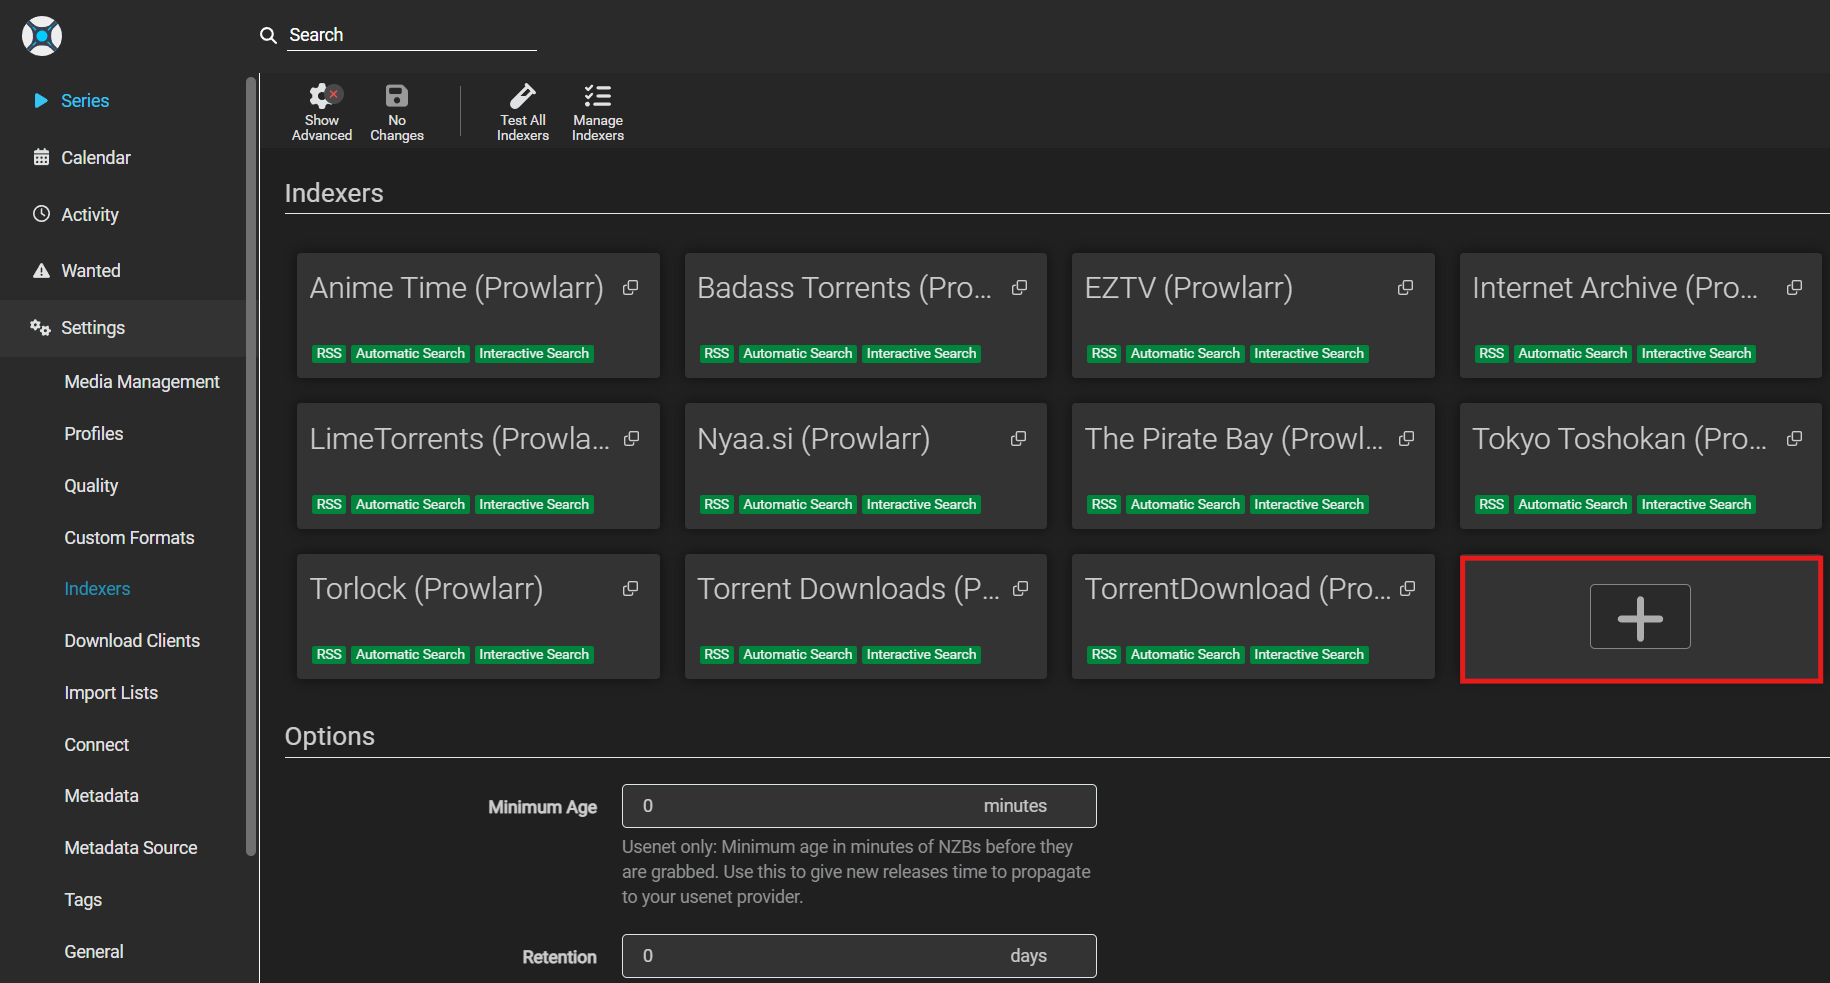 Search
Series
Calendar
Activity
Wanted
Settings
Media Management
Profiles
Quality
Custom Formats
Indexers
Download Clients
Import Lists
Connect
Metadata
Metadata Source
Tags
General
Show
Advanced
No
Changes
Test All
Indexers
Manage
Indexers
Indexers
Anime Time (Prowlarr)
RSS Automatic Search Interactive Search
Badass Torrents (Pro...
RSS Automatic Search Interactive Search
EZTV (Prowlarr)
RSS Automatic Search Interactive Search
Internet Archive (Pro...
RSS Automatic Search Interactive Search
LimeTorrents (Prowla...
RSS Automatic Search Interactive Search
Nyaa.si (Prowlarr)
RSS Automatic Search Interactive Search
The Pirate Bay (Prowl...
RSS Automatic Search Interactive Search
Tokyo Toshokan (Pro...
RSS Automatic Search Interactive Search
Torlock (Prowlarr)
RSS Automatic Search Interactive Search
Torrent Downloads (P...
RSS Automatic Search Interactive Search
TorrentDownload (Pro...
RSS Automatic Search Interactive Search
Options
Minimum Age 0 minutes
Usenet only: Minimum age in minutes of NZBs before they
are grabbed. Use this to give new releases time to propagate
to your usenet provider.
Retention 0 days